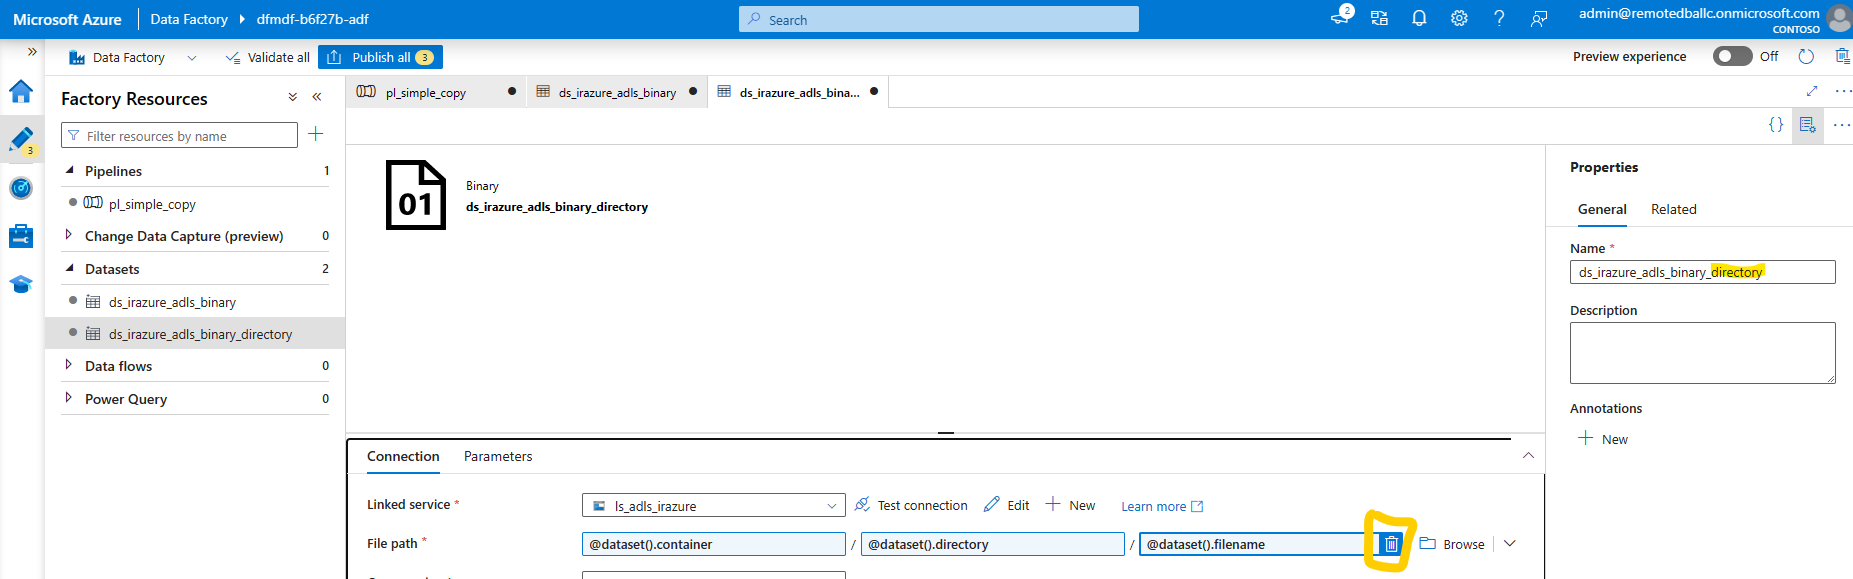 Microsoft Azure
Data Factory
dfmdf-b6f27b-adf
Search
2
admin@remotedballc.onmicrosoft.com
CONTOSO
Data Factory
Validate all
Publish all
3
Preview experience
Off
3
Factory Resources
Filter resources by name
Pipelines
1
pl_simple_copy
Change Data Capture (preview)
0
Datasets
2
ds_irazure_adls_binary
ds_irazure_adls_binary_directory
Data flows
0
Power Query
0
pl_simple_copy
ds_irazure_adls_binary
ds_irazure_adls_bina...
{}
01
Binary
ds_irazure_adls_binary_directory
Properties
General
Related
Name *
ds_irazure_adls_binary_directory
Description
Annotations
New
Connection
Parameters
Linked service *
ls_adls_irazure
Test connection
Edit
New
Learn more
File path *
@dataset().container
/
@dataset().directory
/
@dataset().filename
Browse